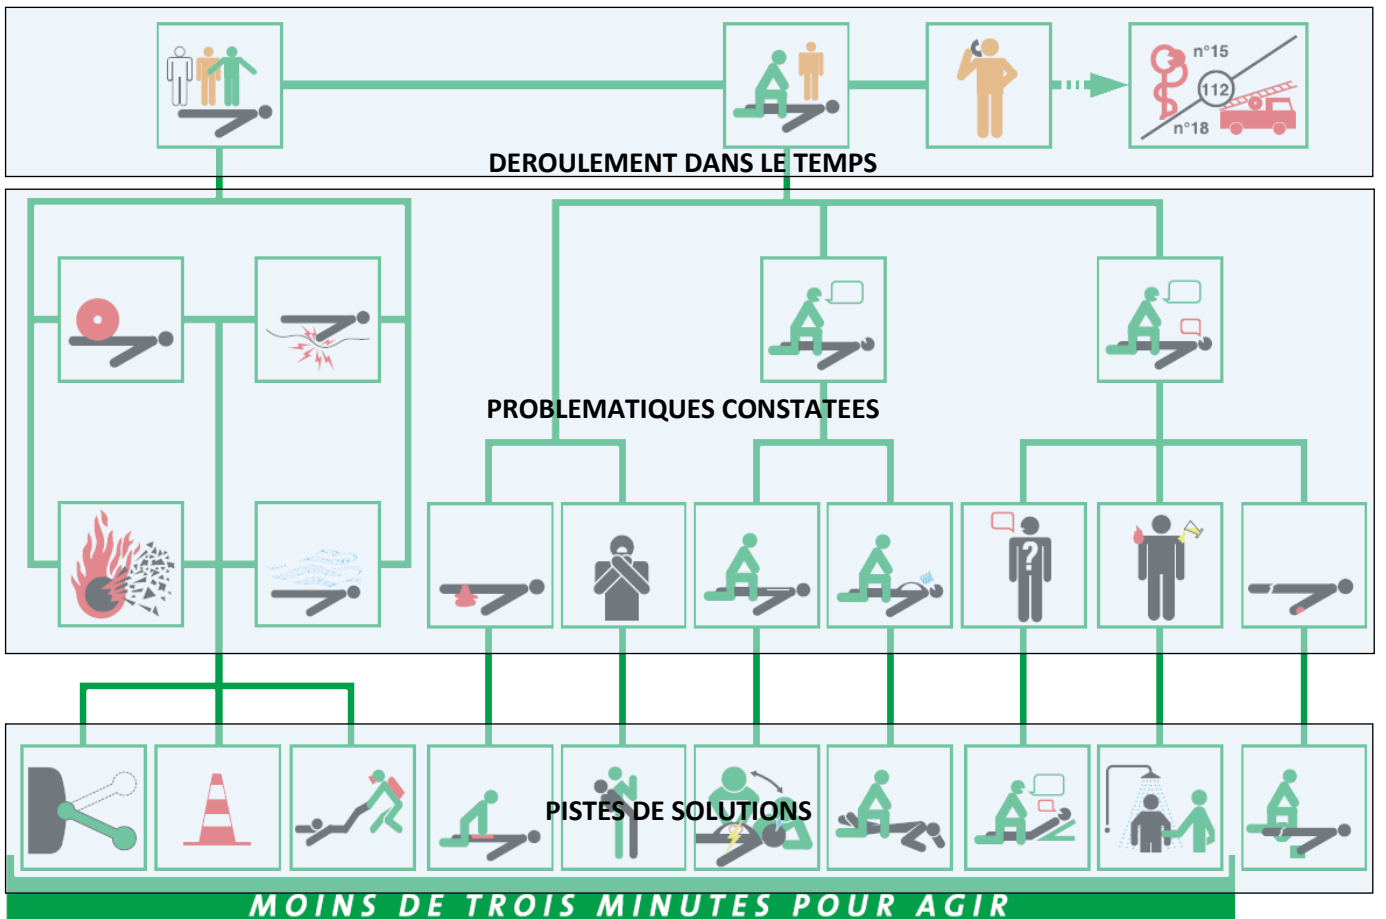 n°15
112
n°18
DEROULEMENT DANS LE TEMPS
PROBLEMATIQUES CONSTATEES
?
PISTES DE SOLUTIONS
MOINS DE TROIS MINUTES POUR AGIR